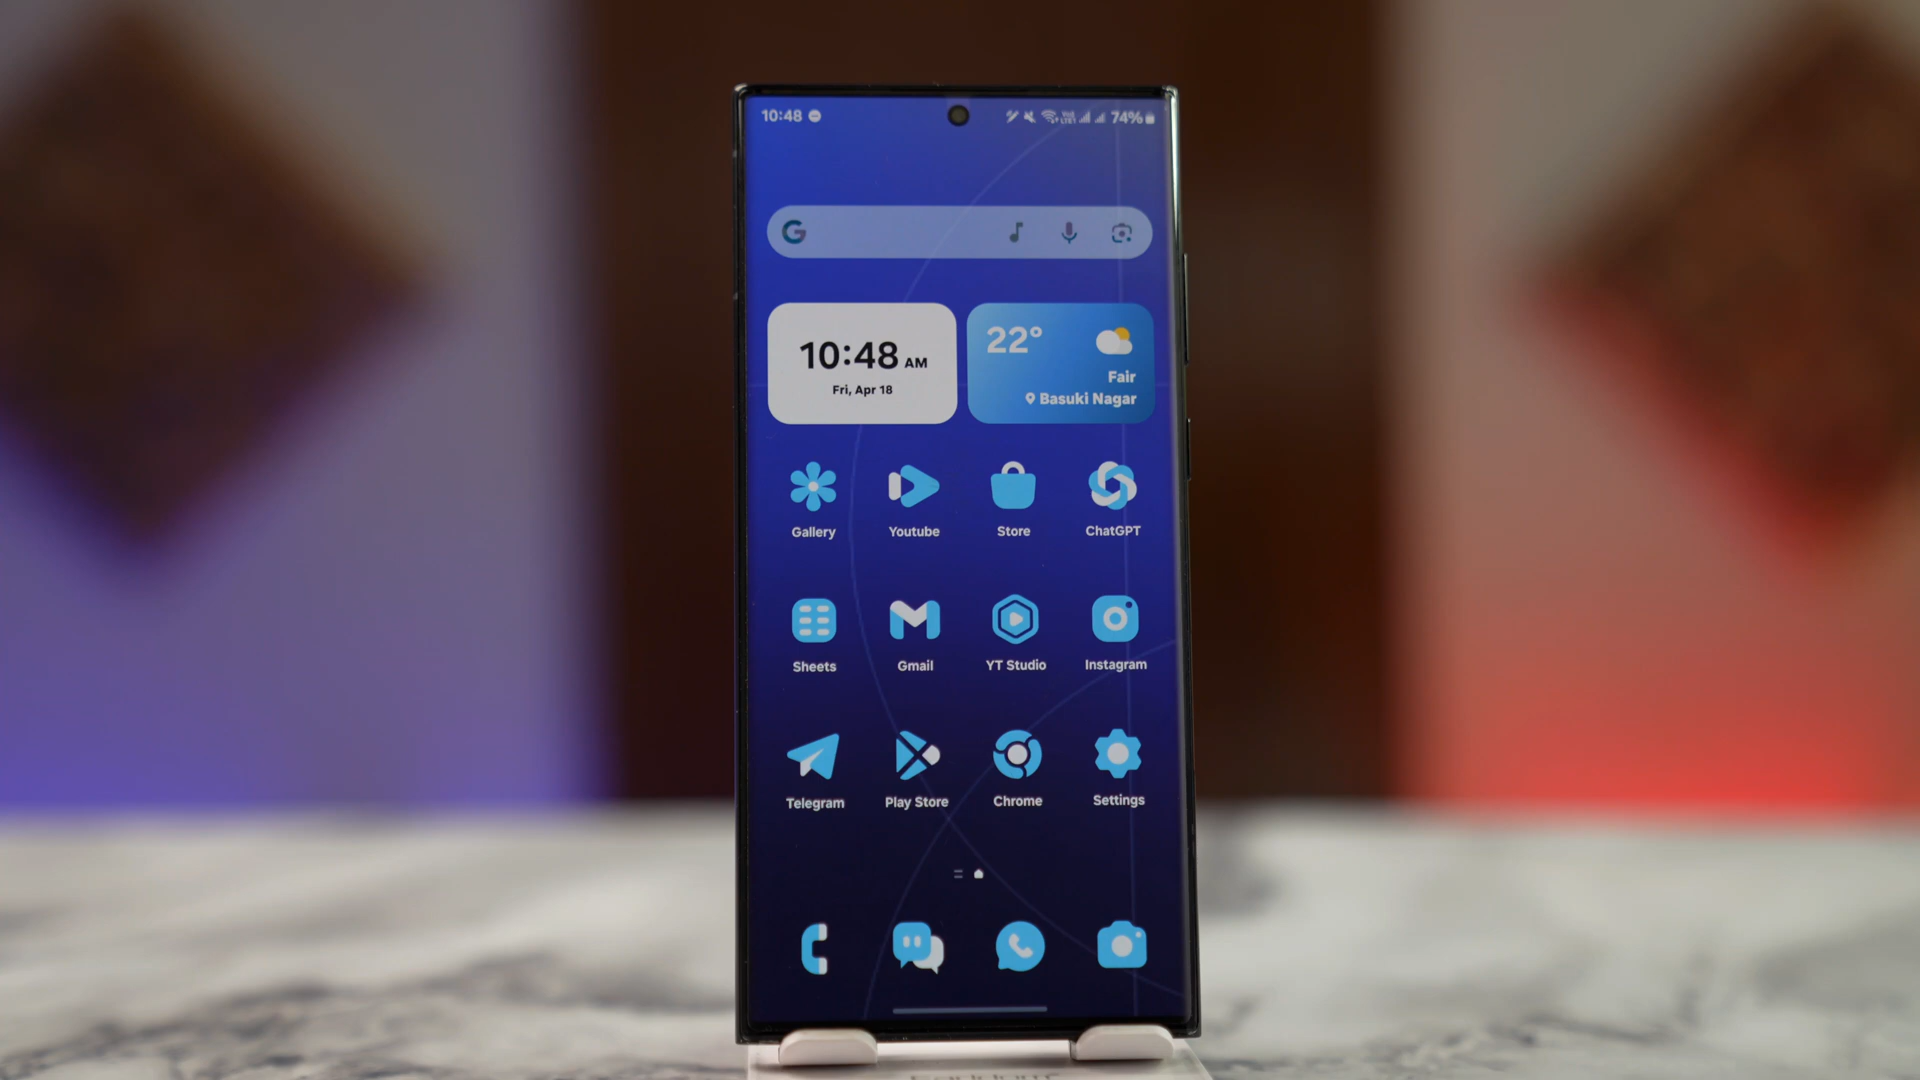 10:48
74%
G
10:48 AM
Fri, Apr 18
22°
Fair
Basuki Nagar
Gallery
Youtube
Store
ChatGPT
Sheets
Gmail
YT Studio
Instagram
Telegram
Play Store
Chrome
Settings